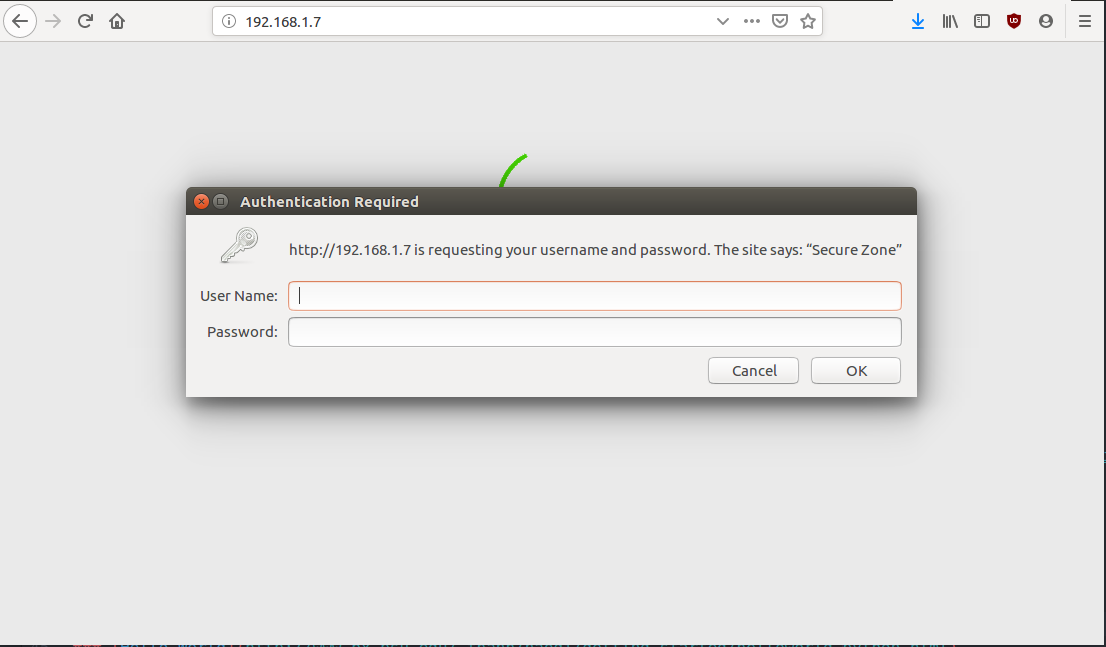 192.168.1.7
Authentication Required
http://192.168.1.7 is requesting your username and password. The site says: “Secure Zone”
User Name:
Password:
Cancel
OK